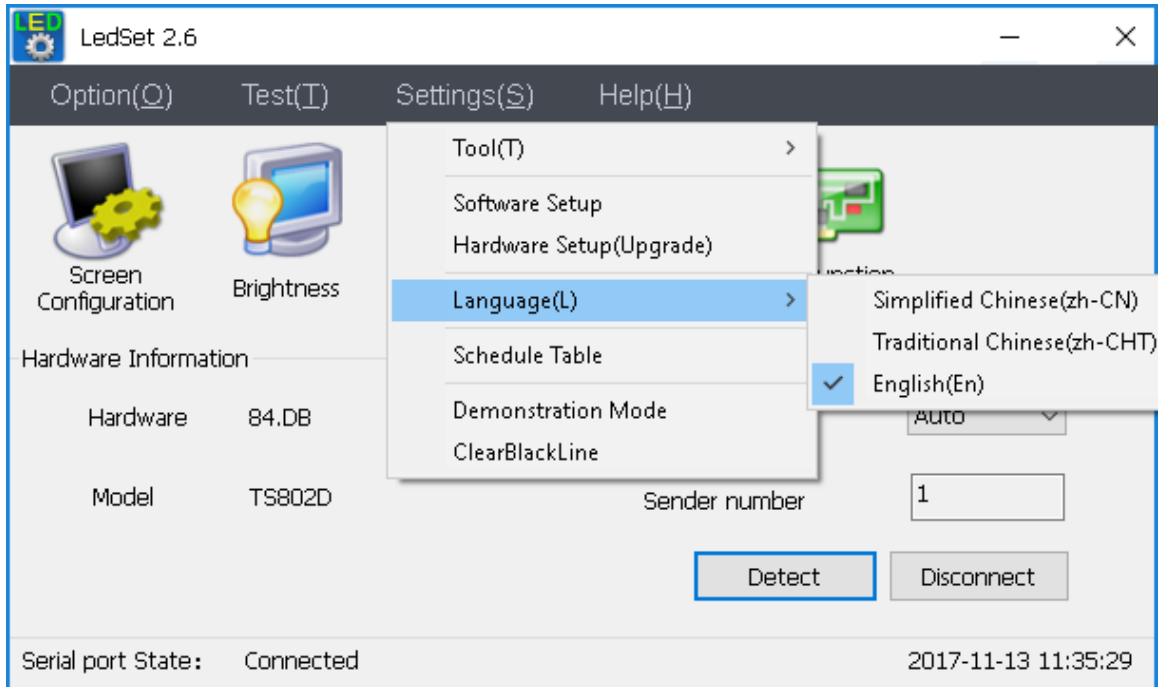 LED
LedSet 2.6
Option(O) Test(T) Settings(S) Help(H)
Tool(T)
Software Setup
Hardware Setup(Upgrade)
Language(L)
Schedule Table
Demonstration Mode
ClearBlackLine
Simplified Chinese(zh-CN)
Traditional Chinese(zh-CHT)
English(En)
Screen
Configuration
Brightness
Hardware Information
Hardware 84.DB
Auto
Model TS802D
Sender number 1
Detect Disconnect
Serial port State: Connected 2017-11-13 11:35:29